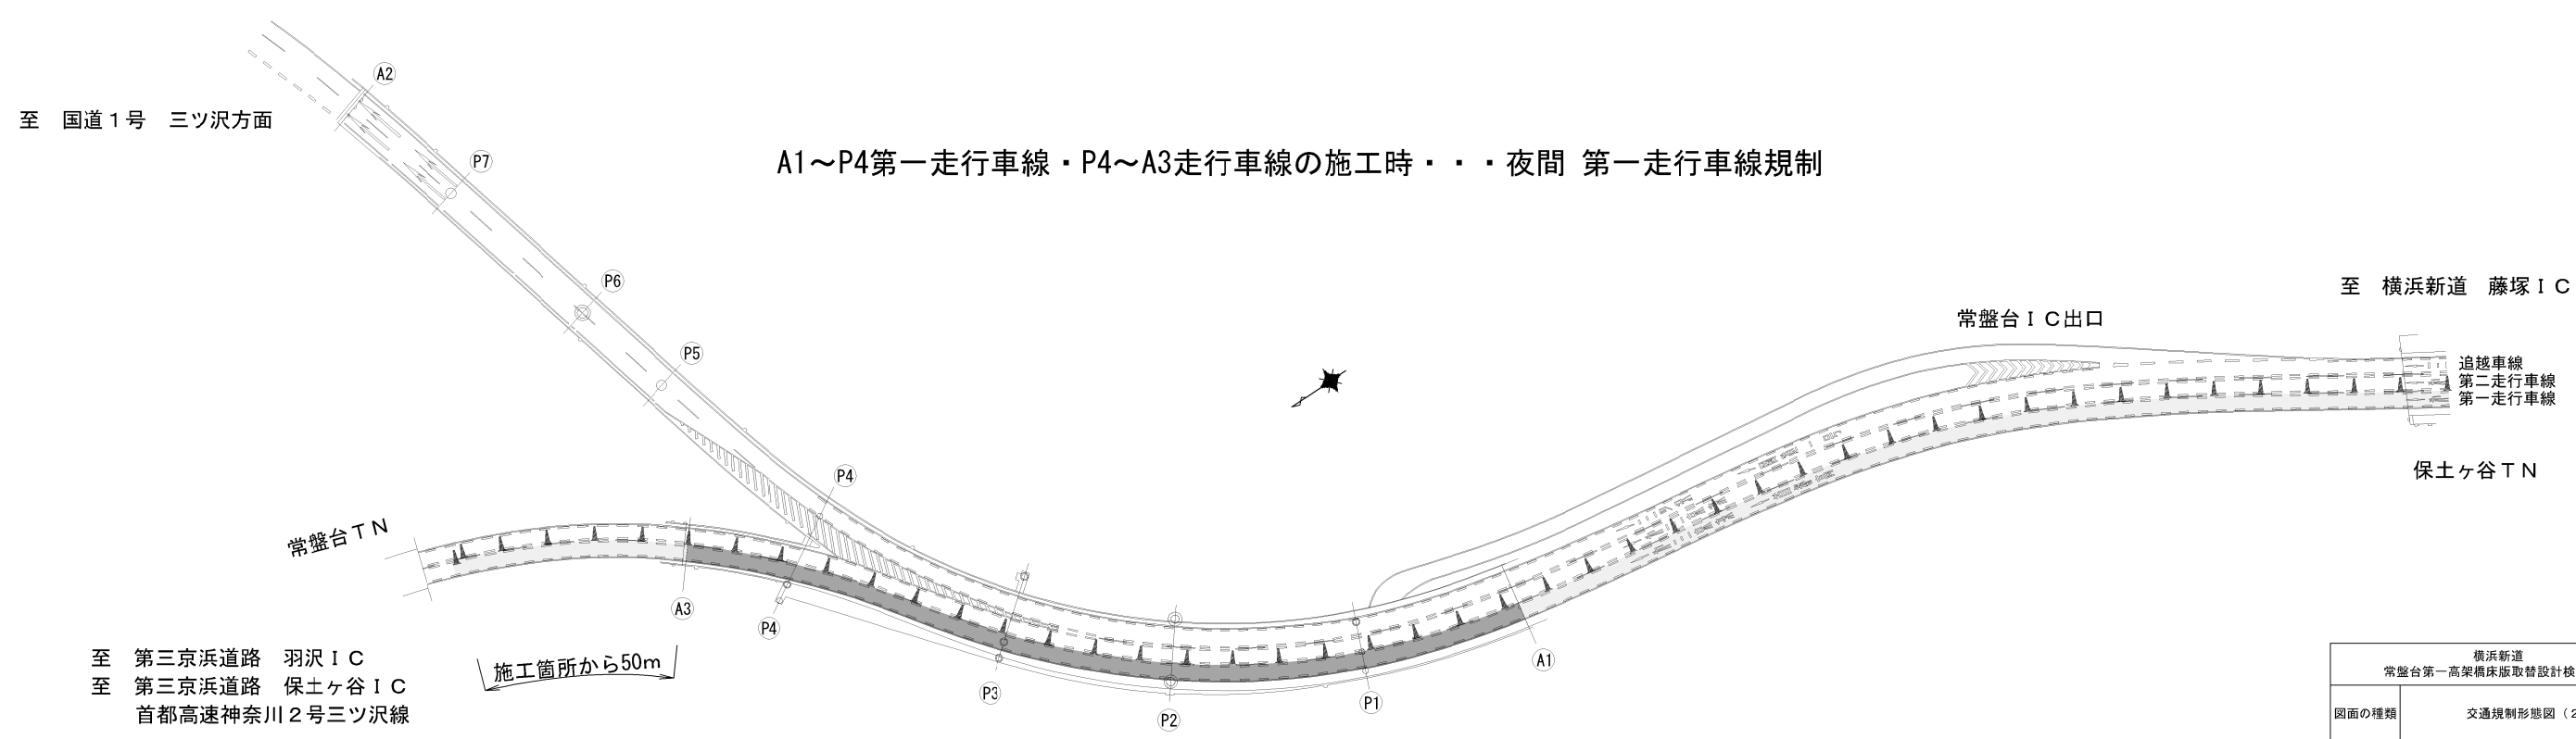 A2
至　国道１号　三ツ沢方面
P7
A1～P4第一走行車線・P4～A3走行車線の施工時・・・夜間 第一走行車線規制
P6
至　横浜新道　藤塚ＩＣ
常盤台ＩＣ出口
P5
追越車線
第二走行車線
第一走行車線
P4
保土ヶ谷ＴＮ
常盤台ＴＮ
A3
P4
至　第三京浜道路　羽沢ＩＣ
至　第三京浜道路　保土ヶ谷ＩＣ
首都高速神奈川２号三ツ沢線
施工箇所から50m
P3
P2
P1
A1
横浜新道
常盤台第一高架橋床版取替設計検
図面の種類
交通規制形態図（２